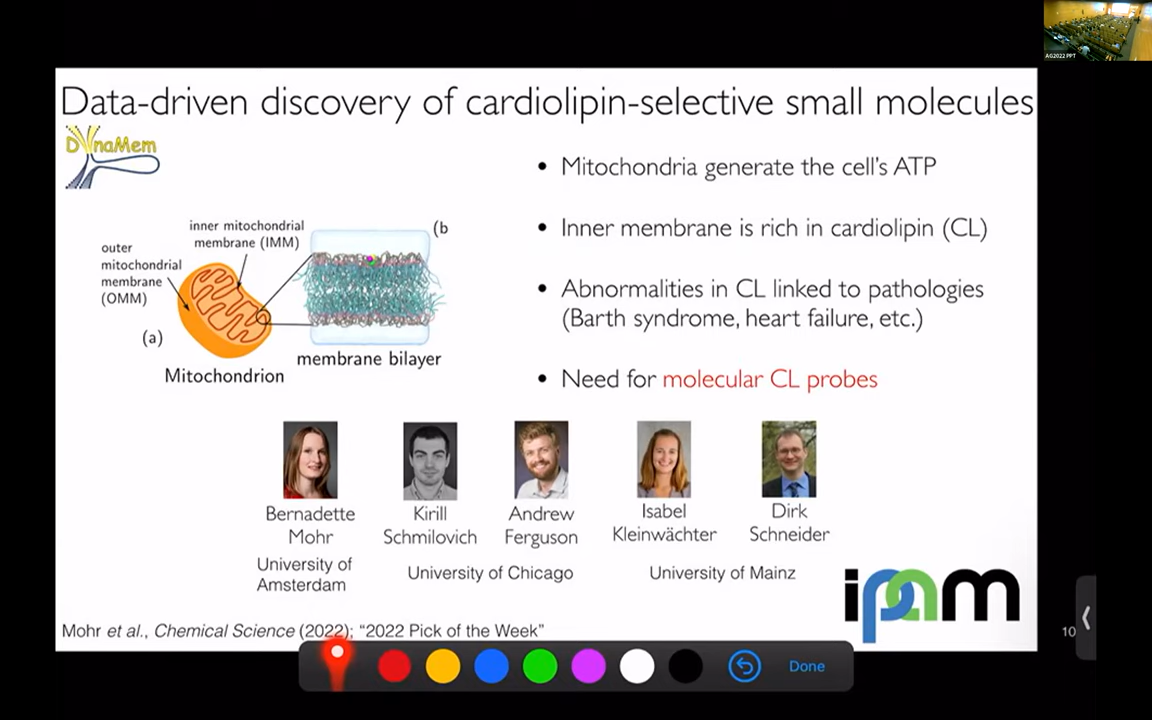 AG2022 PPT
Data-driven discovery of cardiolipin-selective small molecules
DynaMem
• Mitochondria generate the cell's ATP
• Inner membrane is rich in cardiolipin (CL)
• Abnormalities in CL linked to pathologies
(Barth syndrome, heart failure, etc.)
• Need for molecular CL probes
inner mitochondrial
membrane (IMM)
(b
outer
mitochondrial
membrane
(OMM)
(a)
membrane bilayer
Mitochondrion
Bernadette
Mohr
University of
Amsterdam
Kirill
Schmilovich
Andrew
Ferguson
University of Chicago
Isabel
Kleinwächter
Dirk
Schneider
University of Mainz
ipam
Mohr et al., Chemical Science (2022); "2022 Pick of the Week"
10
Done